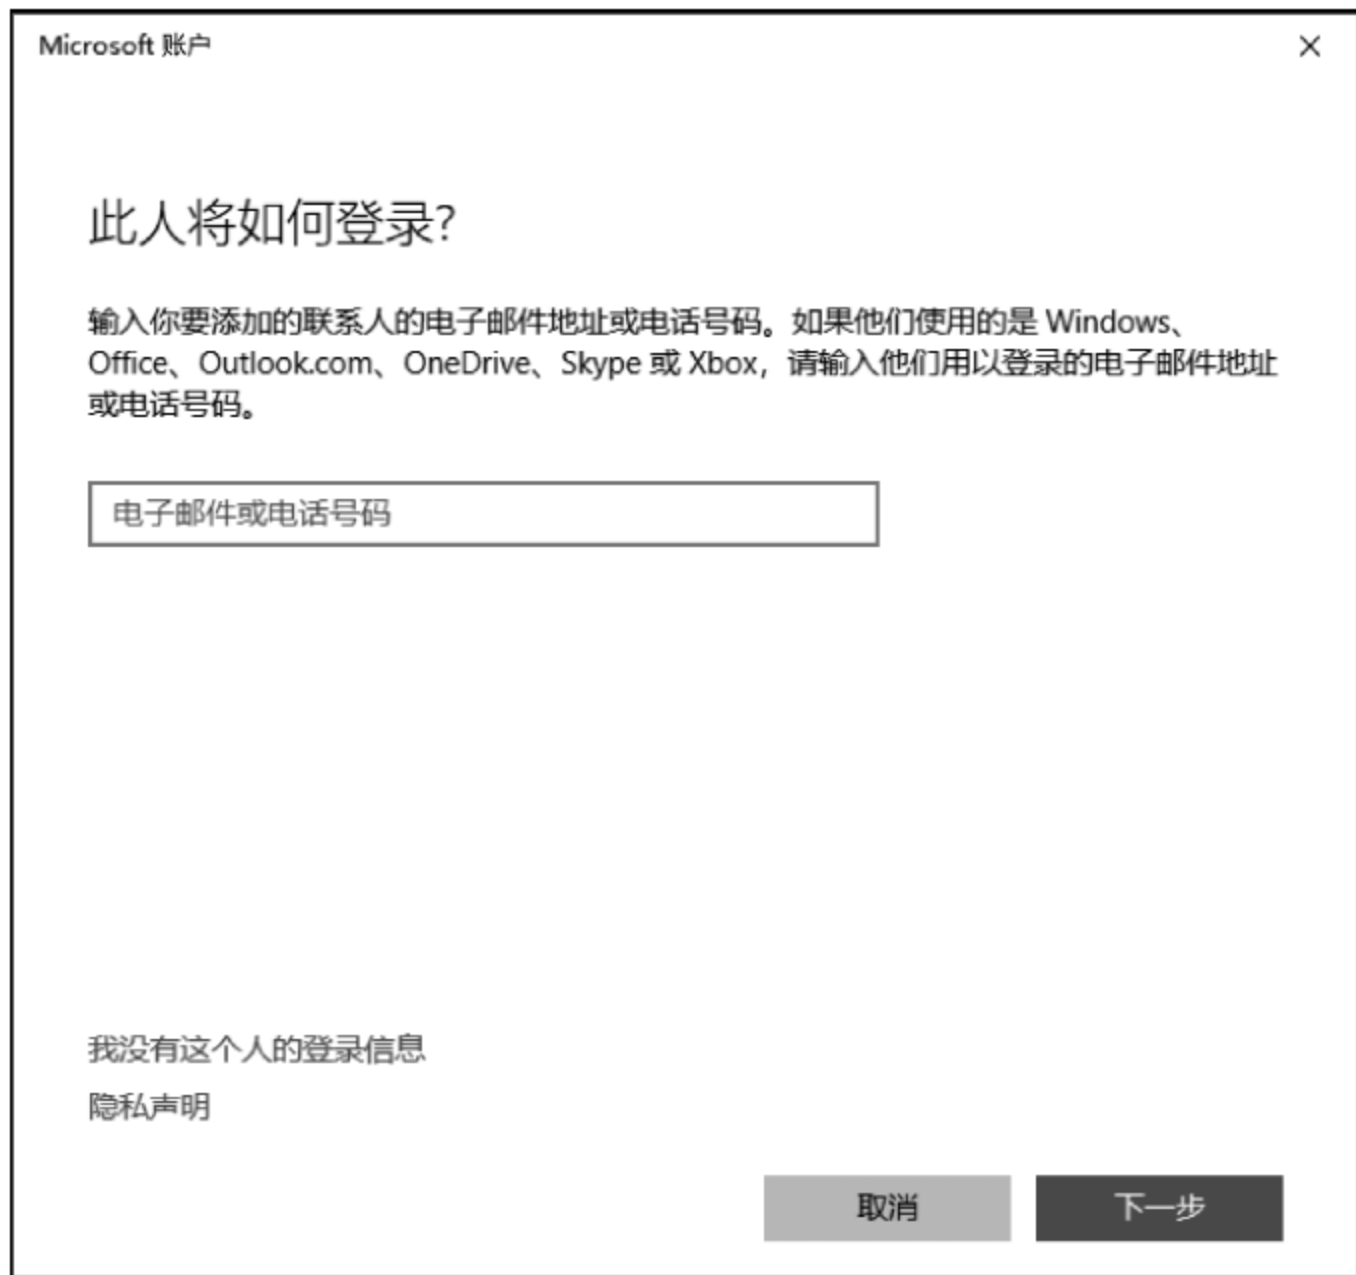 Microsoft 账户
此人将如何登录?
输入你要添加的联系人的电子邮件地址或电话号码。如果他们使用的是 Windows、
Office、Outlook.com、OneDrive、Skype 或 Xbox，请输入他们用以登录的电子邮件地址
或电话号码。
电子邮件或电话号码
我没有这个人的登录信息
隐私声明
取消
下一步